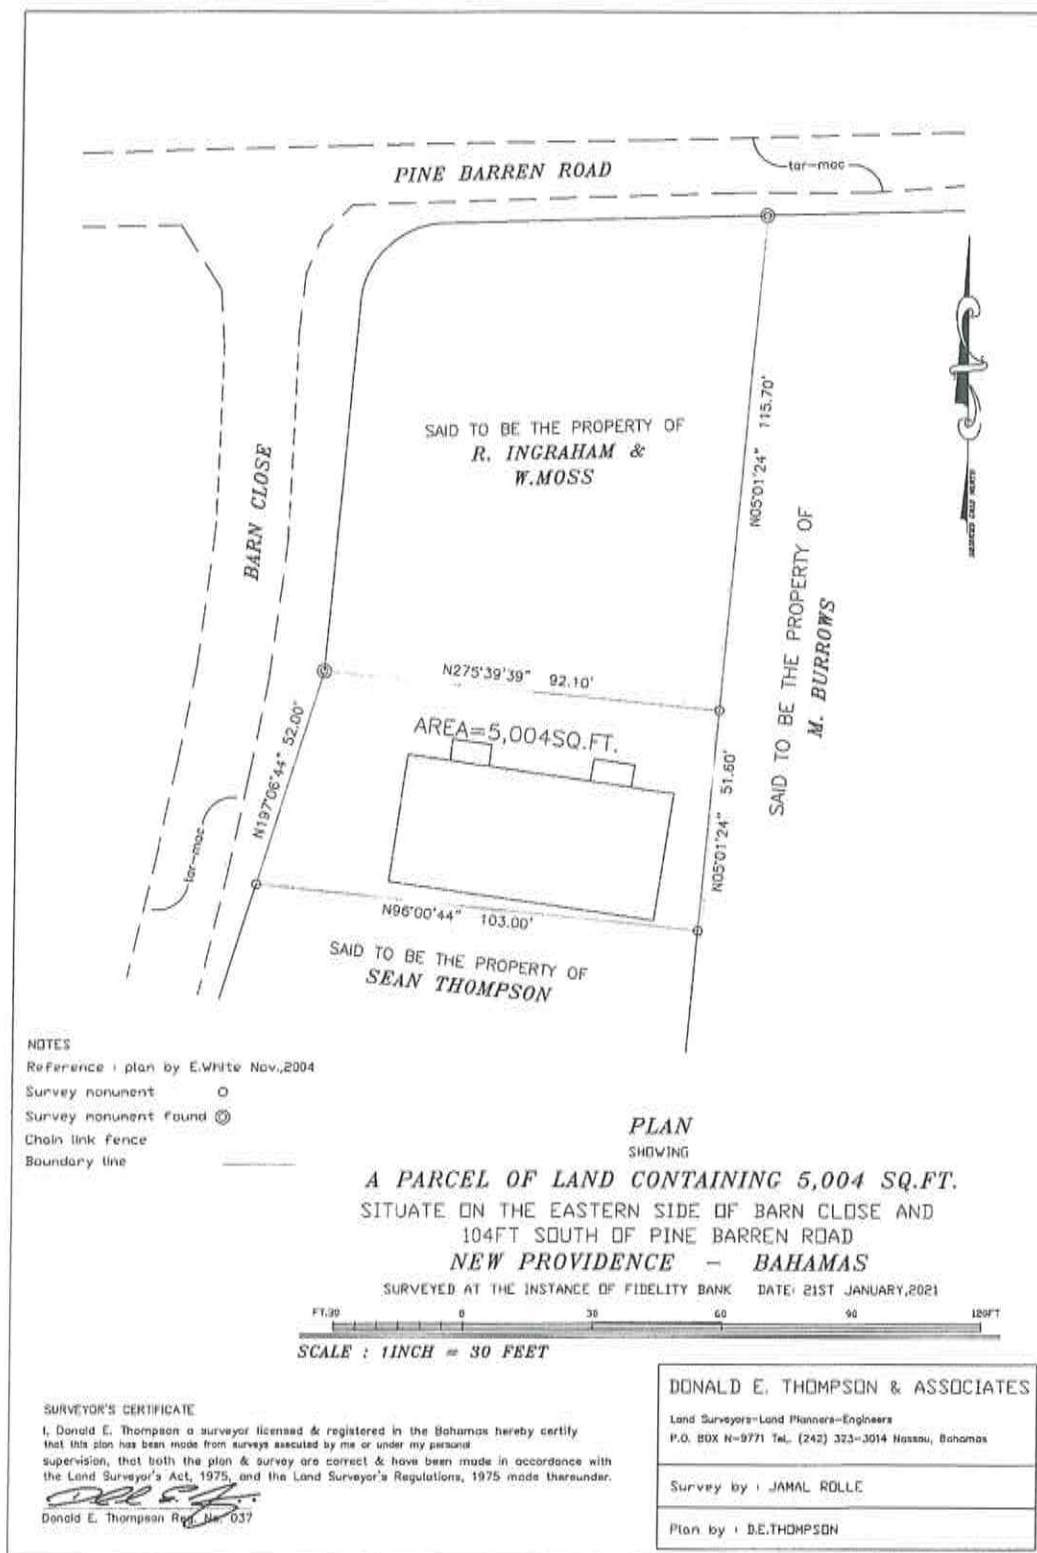 PINE BARREN ROAD
tar-mac
BARN CLOSE
SAID TO BE THE PROPERTY OF
R. INGRAHAM &
W.MOSS
N05°01'24" 115.70'
SAID TO BE THE PROPERTY OF
M. BURROWS
N275°39'39" 92.10'
AREA=5,004SQ.FT.
N197°06'44" 52.00'
N05°01'24" 51.60'
tar-mac
N96°00'44" 103.00'
SAID TO BE THE PROPERTY OF
SEAN THOMPSON
NOTES
Reference : plan by E.White Nov.,2004
Survey monument
Survey monument found
Chain link fence
Boundary line
PLAN
SHOWING
A PARCEL OF LAND CONTAINING 5,004 SQ.FT.
SITUATE ON THE EASTERN SIDE OF BARN CLOSE AND
104FT SOUTH OF PINE BARREN ROAD
NEW PROVIDENCE - BAHAMAS
SURVEYED AT THE INSTANCE OF FIDELITY BANK DATE: 21ST JANUARY,2021
FT.30 0 30 60 90 120FT
SCALE : 1INCH = 30 FEET
SURVEYOR'S CERTIFICATE
I, Donald E. Thompson a surveyor licensed & registered in the Bahamas hereby certify
that this plan has been made from surveys executed by me or under my personal
supervision, that both the plan & survey are correct & have been made in accordance with
the Land Surveyor's Act, 1975, and the Land Surveyor's Regulations, 1975 made thereunder.
Donald E. Thompson Reg. No. 037
DONALD E. THOMPSON & ASSOCIATES
Land Surveyors-Land Planners-Engineers
P.O. BOX N-9771 Tel. (242) 323-3014 Nassau, Bahamas
Survey by : JAMAL ROLLE
Plan by : D.E.THOMPSON